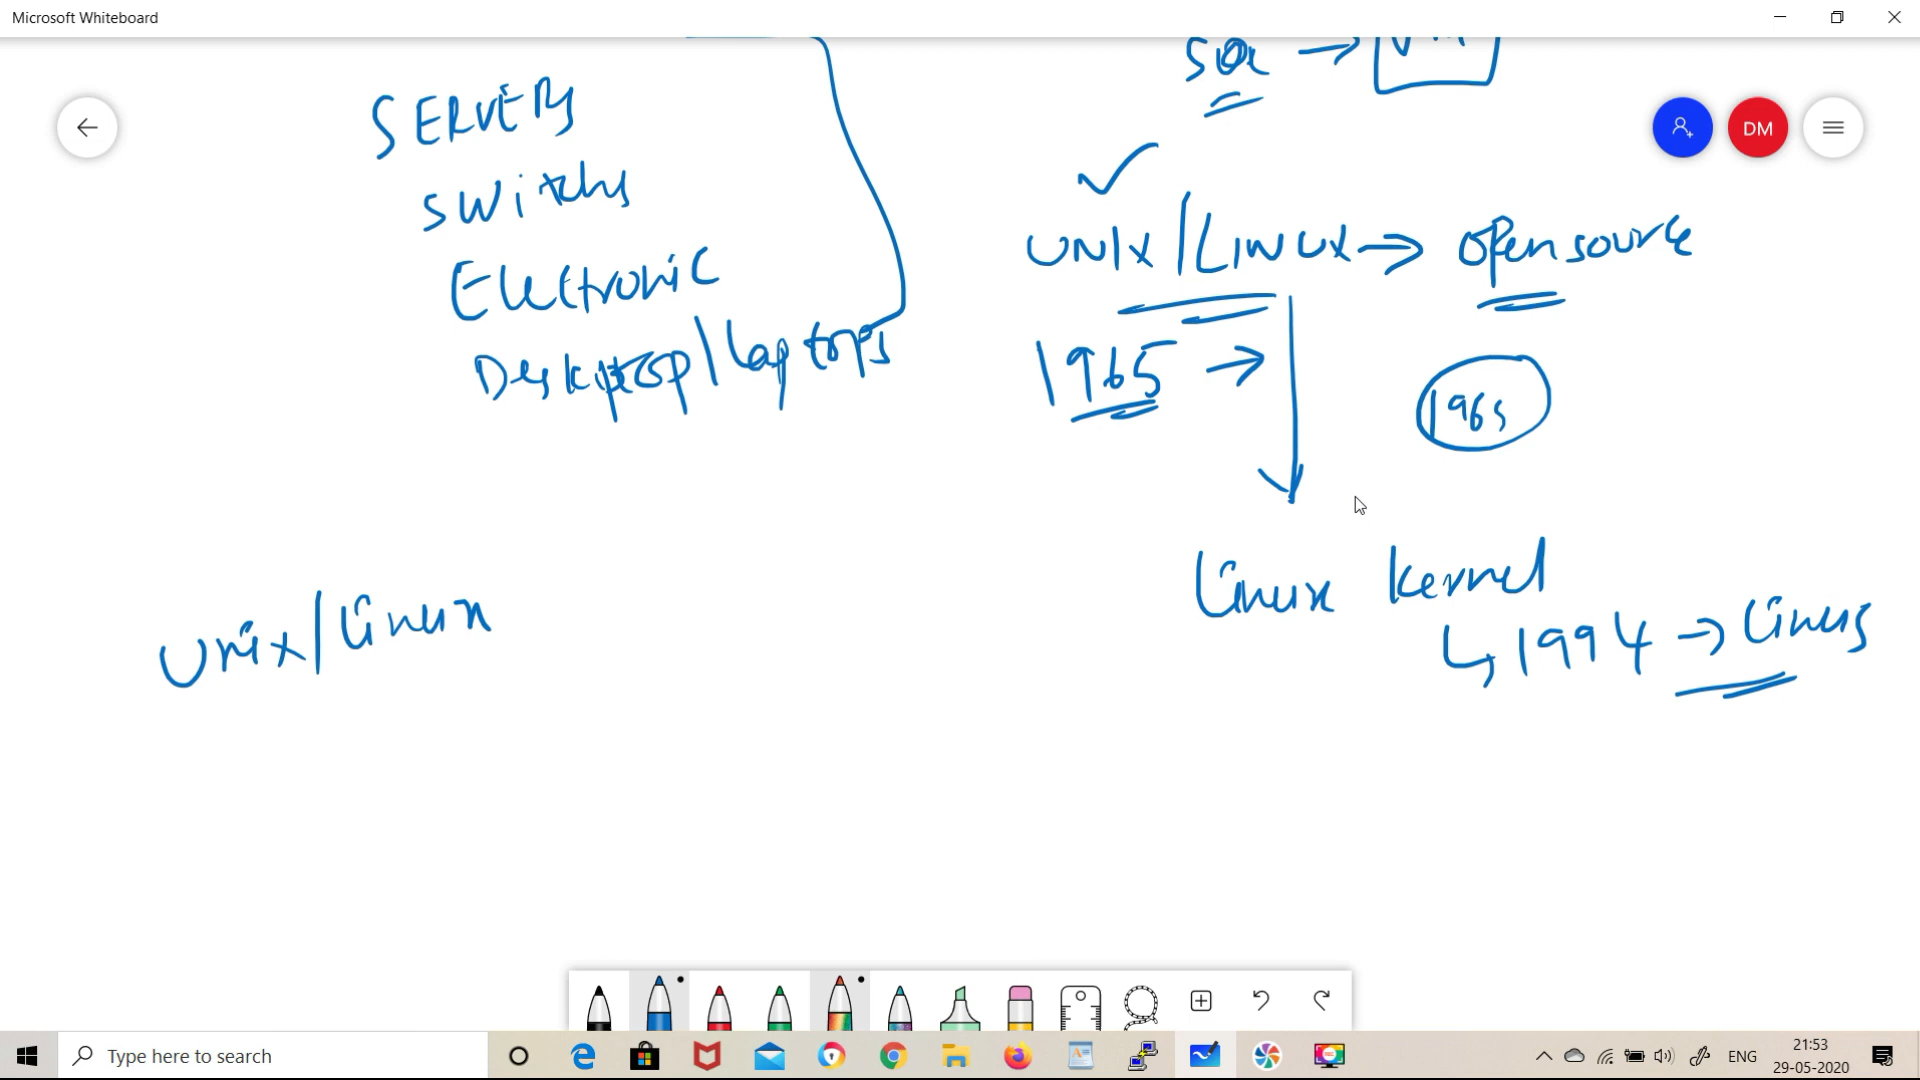 Microsoft Whiteboard
SERVERS
switchs
Electronic
Desktop/laptops
UNIX/LINUX → opensource
1965 →
1965
linux kernel
↳ 1994 → linus
unix/linux
DM
Type here to search
ENG
21:53
29-05-2020